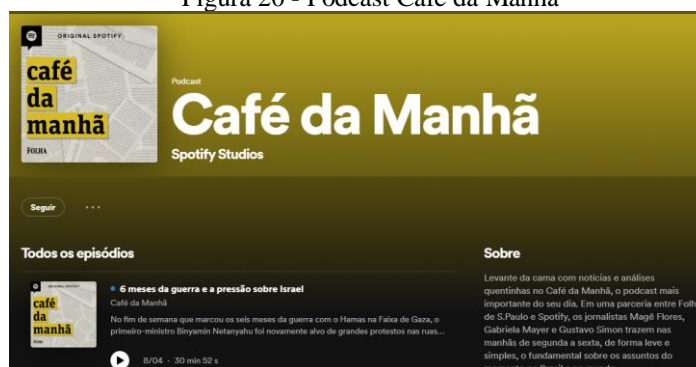 Figura 20 - Podcast Café da Manhã
ORIGINAL SPOTIFY
café
da
manhã
FOLHA
Podcast
Café da Manhã
Spotify Studios
Seguir
Todos os episódios
ORIGINAL SPOTIFY
café
da
manhã
6 meses da guerra e a pressão sobre Israel
Café da Manhã
No fim de semana que marcou os seis meses da guerra com o Hamas na Faixa de Gaza, o
primeiro-ministro Binyamin Netanyahu foi novamente alvo de grandes protestos nas ruas...
8/04 · 30 min 52 s
Sobre
Levante da cama com notícias e análises
quentinhas no Café da Manhã, o podcast mais
importante do seu dia. Em uma parceria entre Folh
de S.Paulo e Spotify, os jornalistas Magê Flores,
Gabriela Mayer e Gustavo Simon trazem nas
manhãs de segunda a sexta, de forma leve e
simples, o fundamental sobre os assuntos do